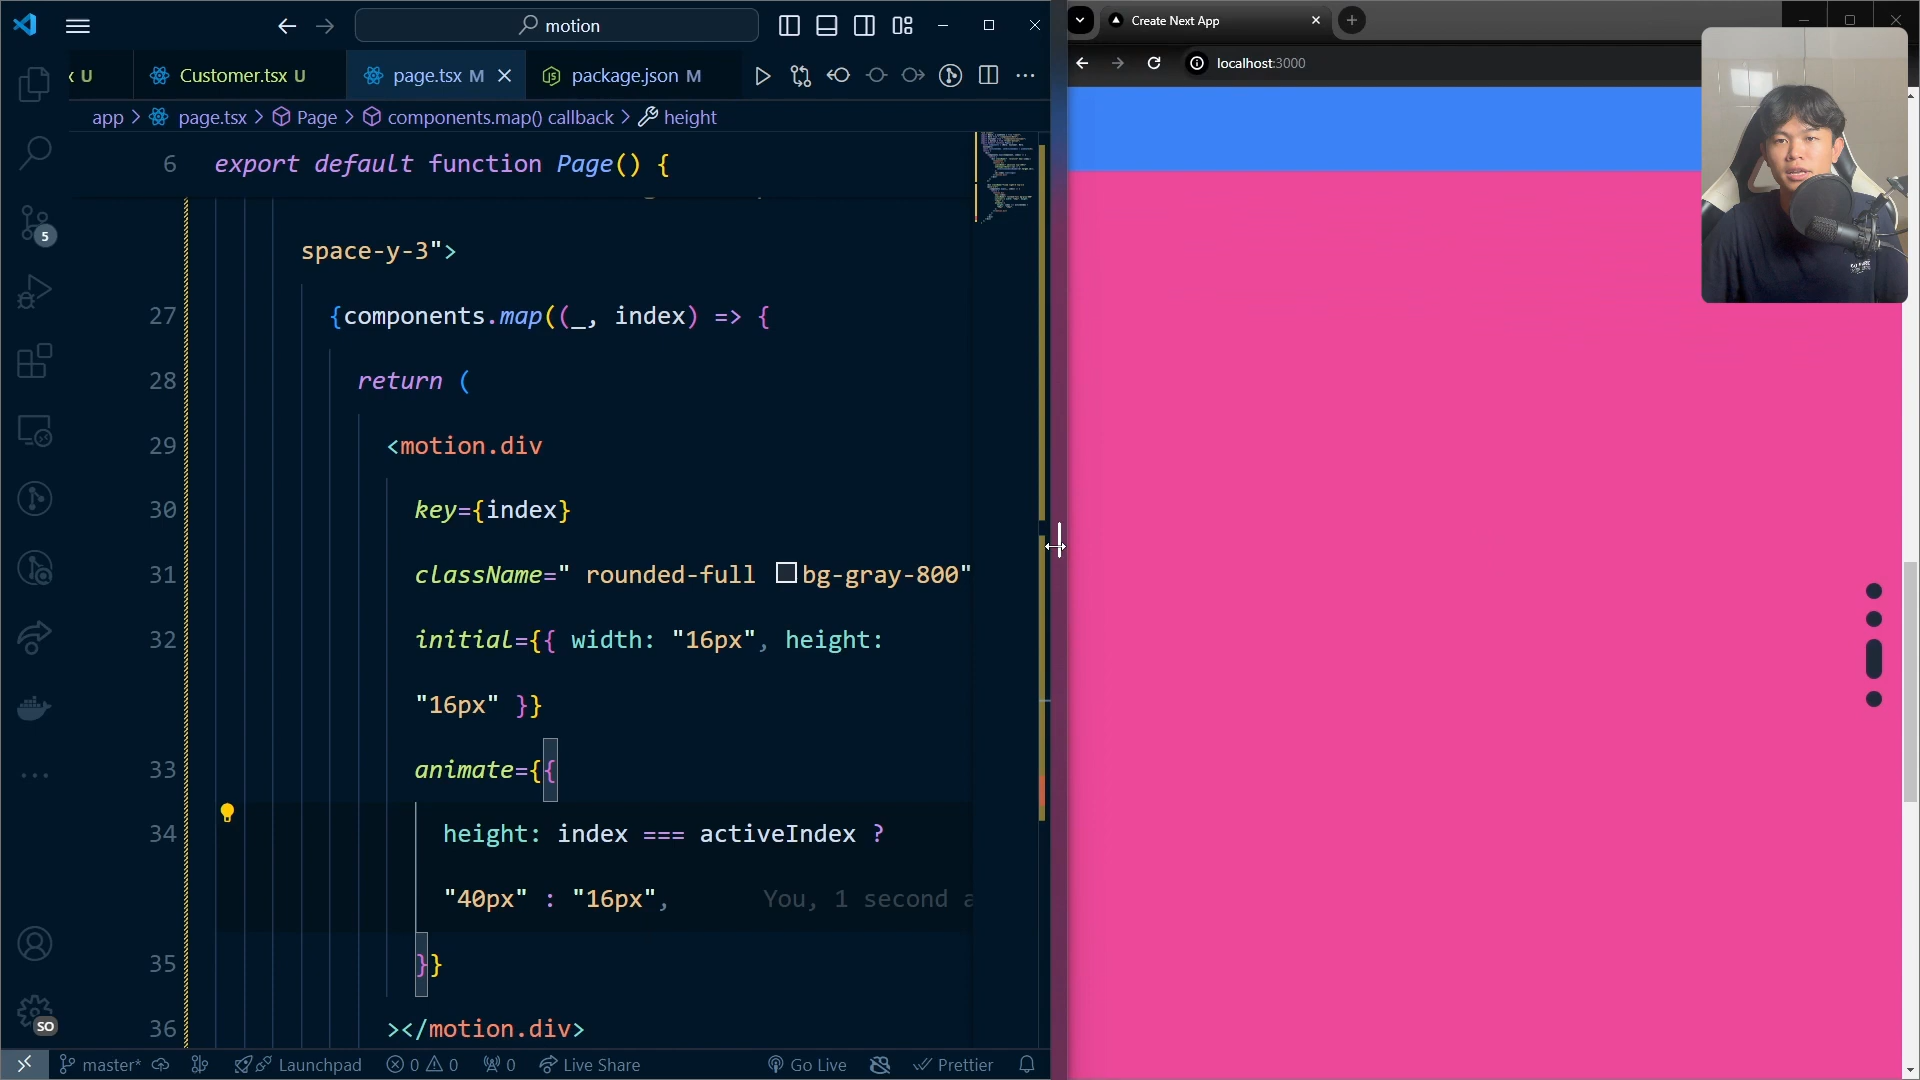 motion
Create Next App
localhost:3000
U
Customer.tsx U
page.tsx M
package.json M
app > page.tsx > Page > components.map() callback > height
6 export default function Page() {
space-y-3">
27 {components.map((_, index) => {
28 return (
29 <motion.div
30 key={index}
31 className=" rounded-full bg-gray-800"
32 initial={{ width: "16px", height:
"16px" }}
33 animate={{
34 height: index === activeIndex ?
"40px" : "16px", You, 1 second a
35 }}
36 ></motion.div>
5
SO
master*
Launchpad
0 0
0
Live Share
Go Live
Prettier